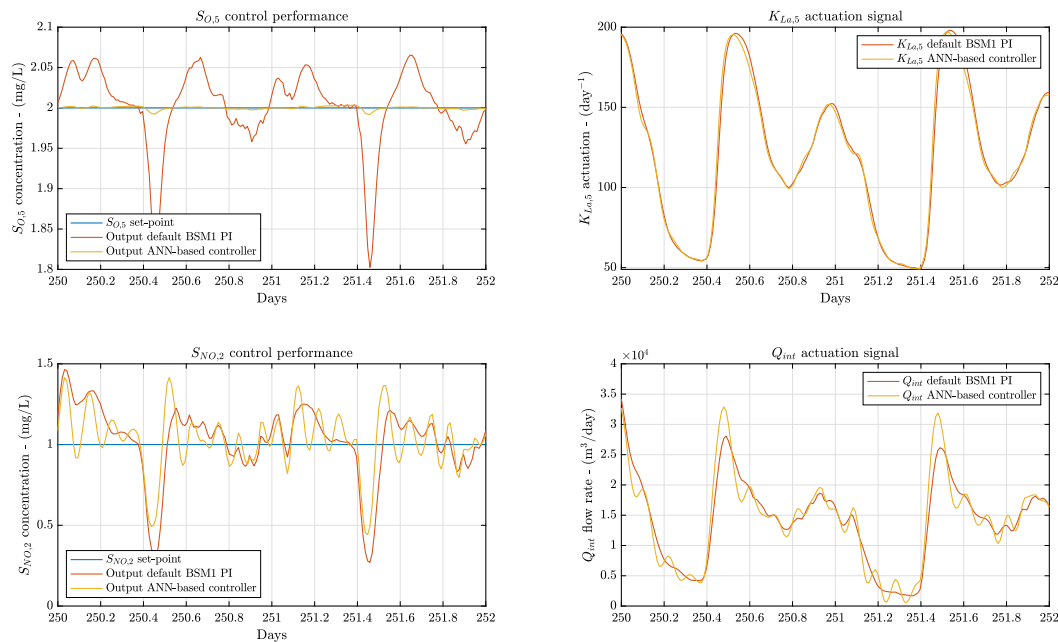 S_{O,5} control performance
S_{O,5} concentration - (mg/L)
2.1
2.05
2
1.95
1.9
1.85
1.8
S_{O,5} set-point
Output default BSM1 PI
Output ANN-based controller
250 250.2 250.4 250.6 250.8 251 251.2 251.4 251.6 251.8 252
Days
K_{La,5} actuation signal
K_{La,5} actuation - (day^{-1})
200
150
100
50
K_{La,5} default BSM1 PI
K_{La,5} ANN-based controller
250 250.2 250.4 250.6 250.8 251 251.2 251.4 251.6 251.8 252
Days
S_{NO,2} control performance
S_{NO,2} concentration - (mg/L)
1.5
1
0.5
0
S_{NO,2} set-point
Output default BSM1 PI
Output ANN-based controller
250 250.2 250.4 250.6 250.8 251 251.2 251.4 251.6 251.8 252
Days
Q_{int} actuation signal
×10^4
Q_{int} flow rate - (m^3/day)
4
3.5
3
2.5
2
1.5
1
0.5
0
Q_{int} default BSM1 PI
Q_{int} ANN-based controller
250 250.2 250.4 250.6 250.8 251 251.2 251.4 251.6 251.8 252
Days